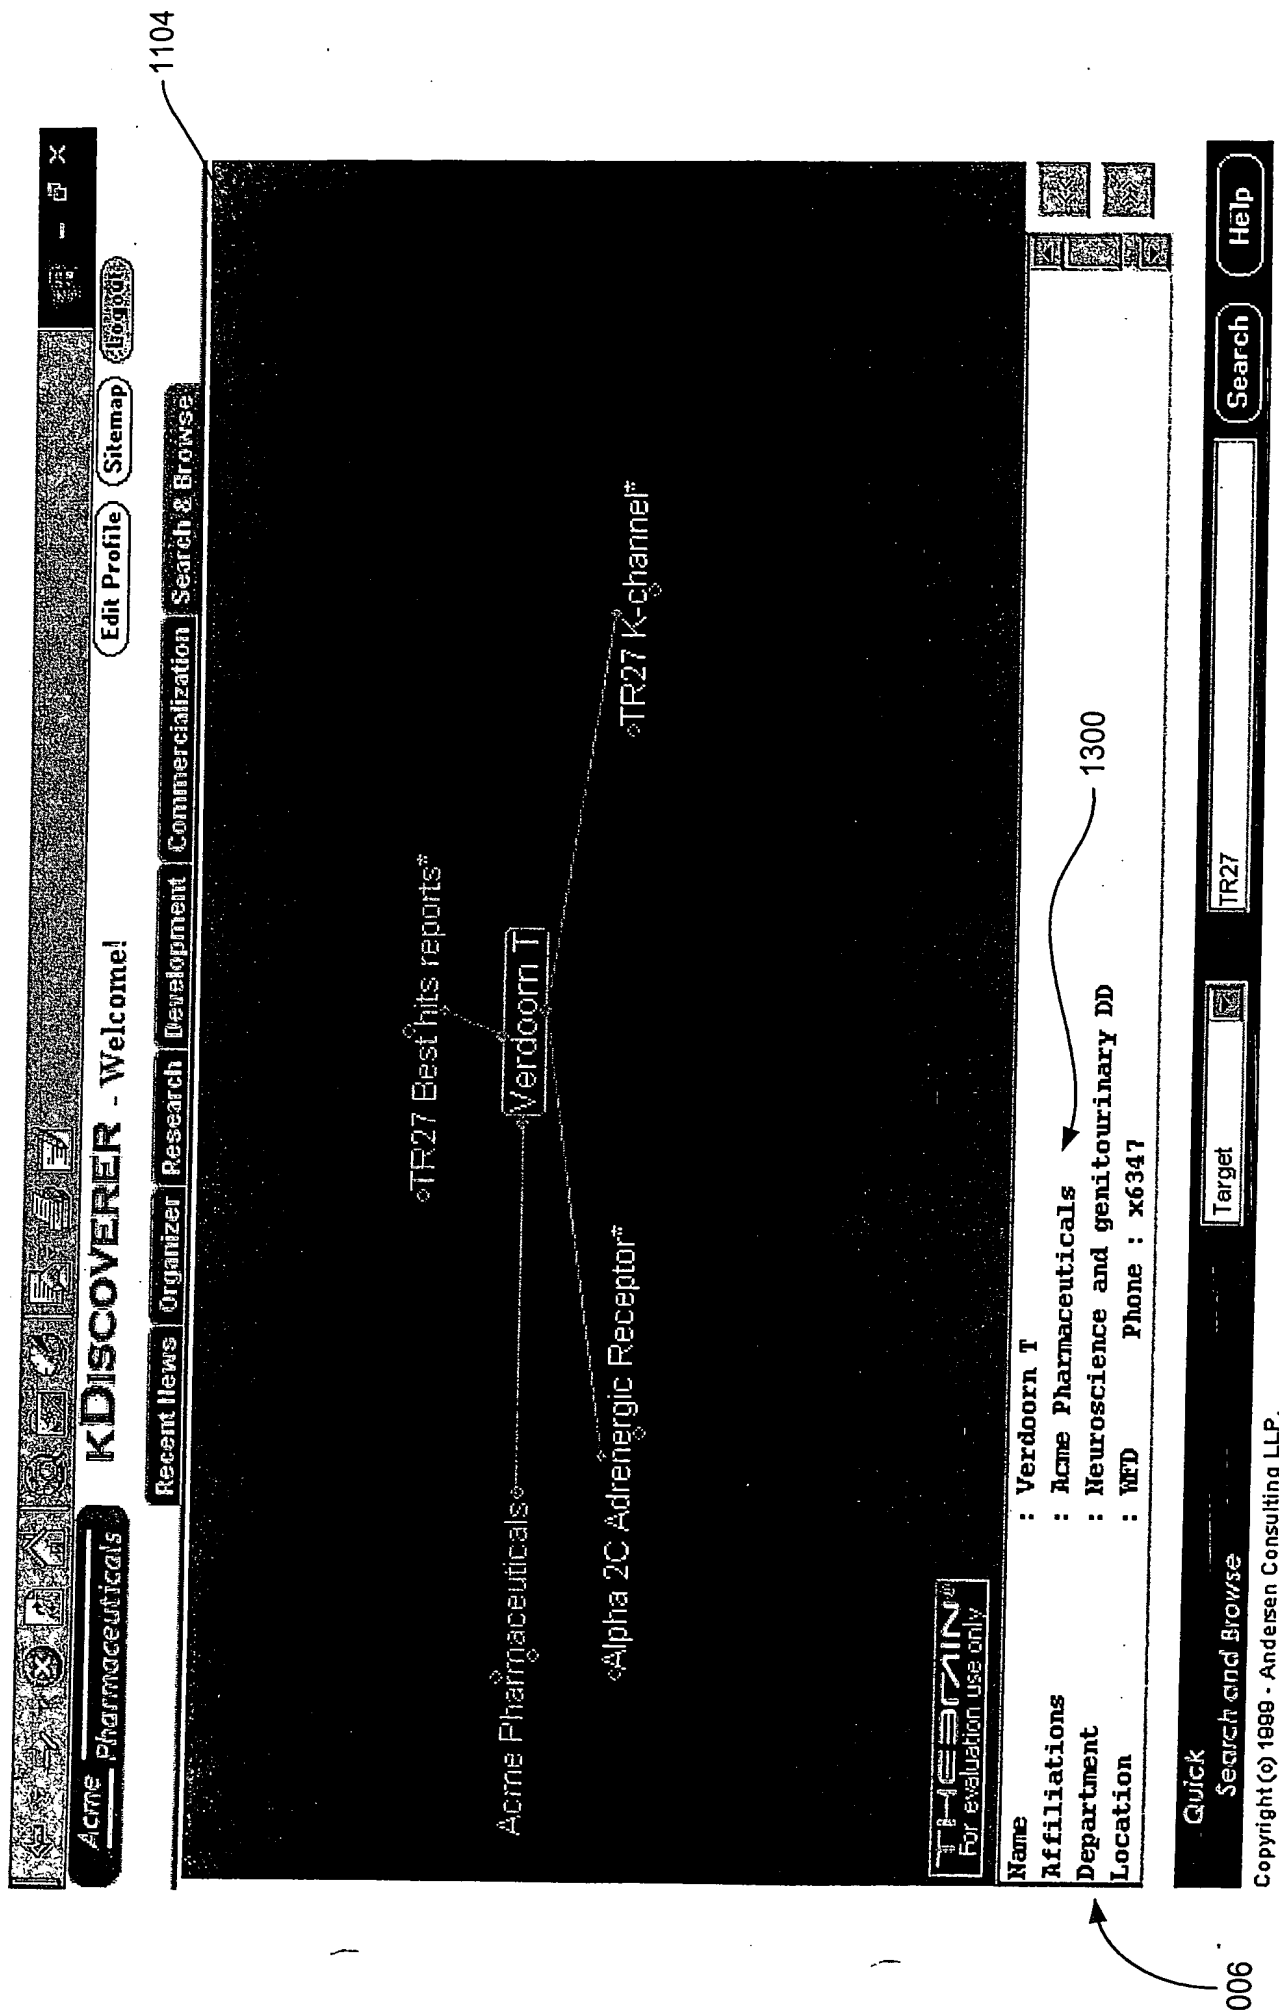 1104
Acme
Pharmaceuticals
KDISCOVERER - Welcome!
Edit Profile Sitemap Logout
Recent News Organizer Research Development Commercialization Search & Browse
TR27 Best hits reports*
Acme Pharmaceuticals
Verdoorn T
Alpha 2C Adrenergic Receptor*
TR27 K-channel*
THEBRAIN®
For evaluation use only
Name : Verdoorn T
Affiliations : Acme Pharmaceuticals
1300
Department : Neuroscience and genitourinary DD
Location : WFD Phone : x6347
006
Quick
Search and Browse
Target TR27 Search Help
Copyright (c) 1999 - Andersen Consulting LLP.